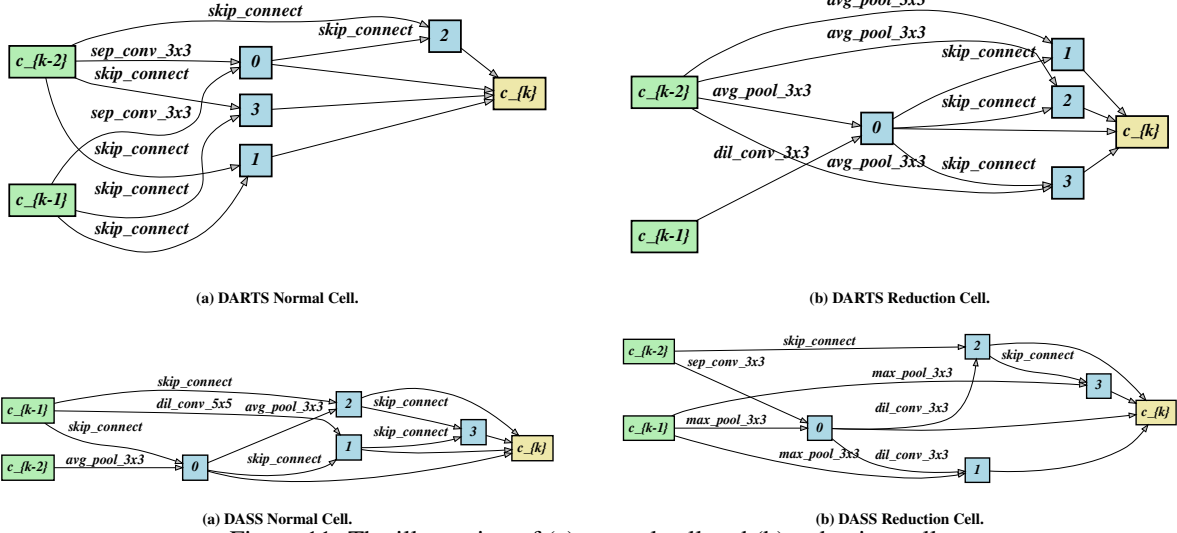 skip_connect
skip_connect
2
c_{k-2}
sep_conv_3x3
0
skip_connect
c_{k}
sep_conv_3x3
3
skip_connect
1
c_{k-1}
skip_connect
skip_connect
(a) DARTS Normal Cell.
avg_pool_3x3
avg_pool_3x3
skip_connect
1
c_{k-2}
avg_pool_3x3
skip_connect
2
0
c_{k}
dil_conv_3x3
avg_pool_3x3
skip_connect
3
c_{k-1}
(b) DARTS Reduction Cell.
skip_connect
c_{k-1}
dil_conv_5x5
avg_pool_3x3
2
skip_connect
skip_connect
skip_connect
3
1
c_{k}
c_{k-2}
avg_pool_3x3
0
skip_connect
(a) DASS Normal Cell.
c_{k-2}
skip_connect
2
sep_conv_3x3
skip_connect
max_pool_3x3
3
dil_conv_3x3
c_{k}
c_{k-1}
max_pool_3x3
0
max_pool_3x3
dil_conv_3x3
1
(b) DASS Reduction Cell.